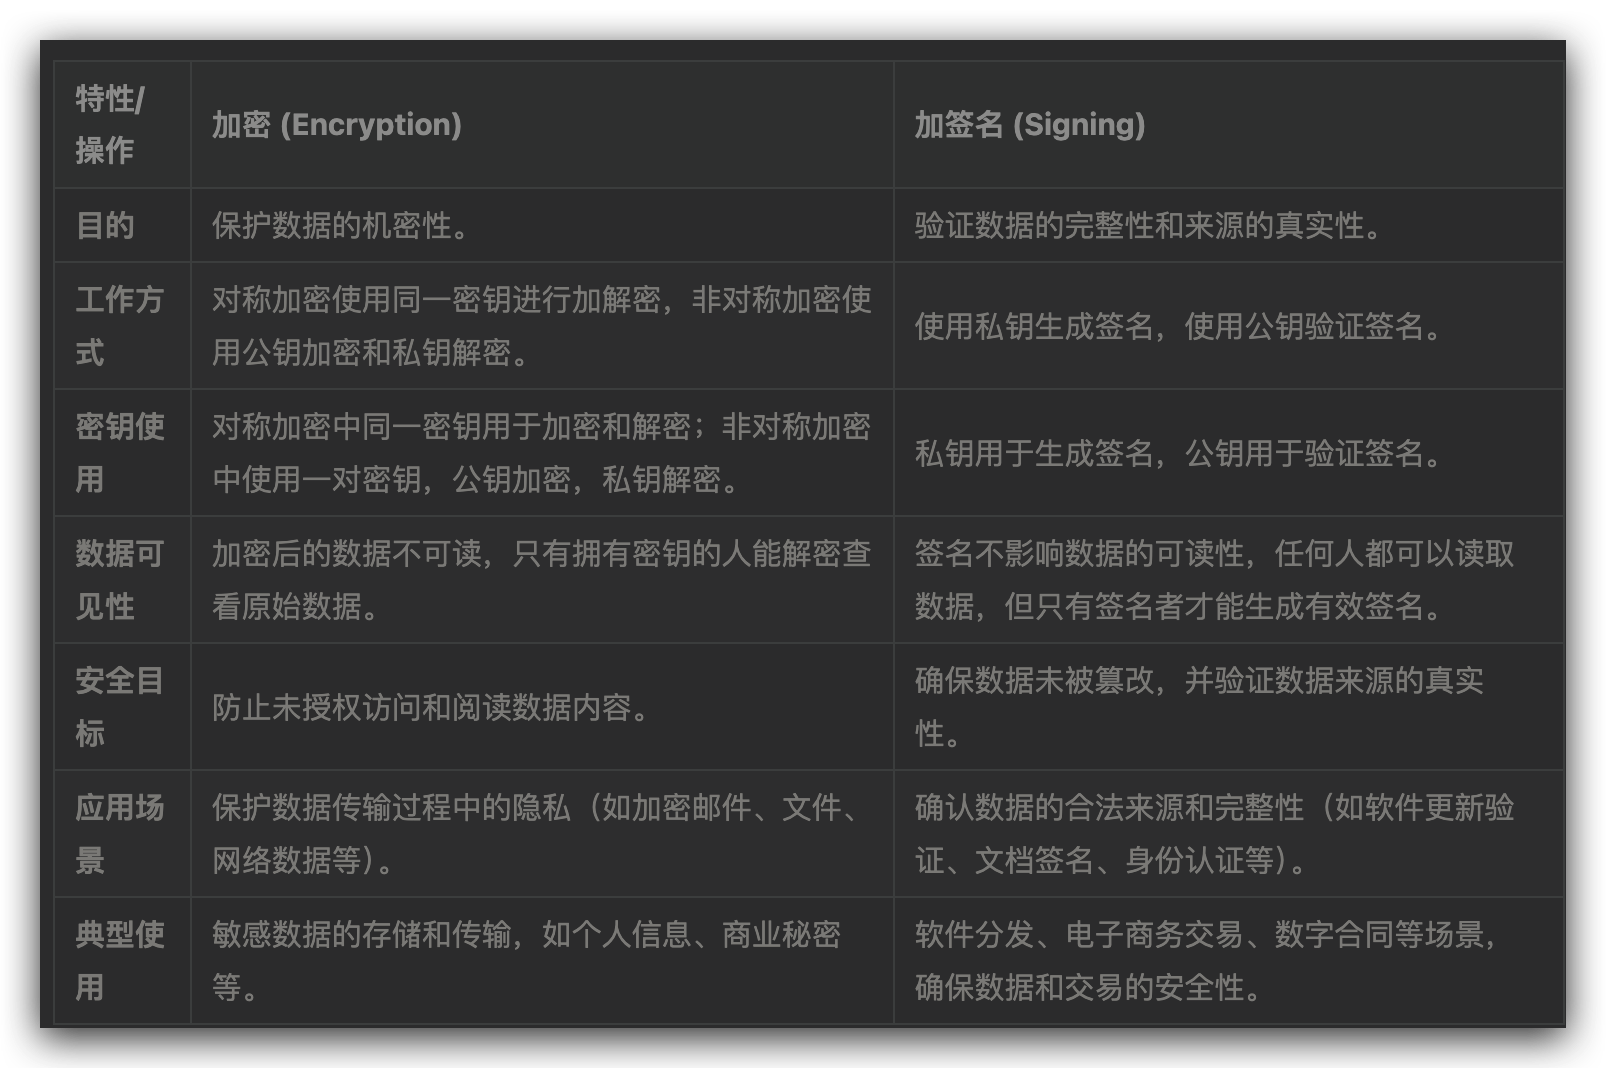 特性/
操作
加密 (Encryption)
加签名 (Signing)
目的
保护数据的机密性。
验证数据的完整性和来源的真实性。
工作方
式
对称加密使用同一密钥进行加解密，非对称加密使
用公钥加密和私钥解密。
使用私钥生成签名，使用公钥验证签名。
密钥使
用
对称加密中同一密钥用于加密和解密；非对称加密
中使用一对密钥，公钥加密，私钥解密。
私钥用于生成签名，公钥用于验证签名。
数据可
见性
加密后的数据不可读，只有拥有密钥的人能解密查
看原始数据。
签名不影响数据的可读性，任何人都可以读取
数据，但只有签名者才能生成有效签名。
安全目
标
防止未授权访问和阅读数据内容。
确保数据未被篡改，并验证数据来源的真实
性。
应用场
景
保护数据传输过程中的隐私（如加密邮件、文件、
网络数据等）。
确认数据的合法来源和完整性（如软件更新验
证、文档签名、身份认证等）。
典型使
用
敏感数据的存储和传输，如个人信息、商业秘密
等。
软件分发、电子商务交易、数字合同等场景，
确保数据和交易的安全性。